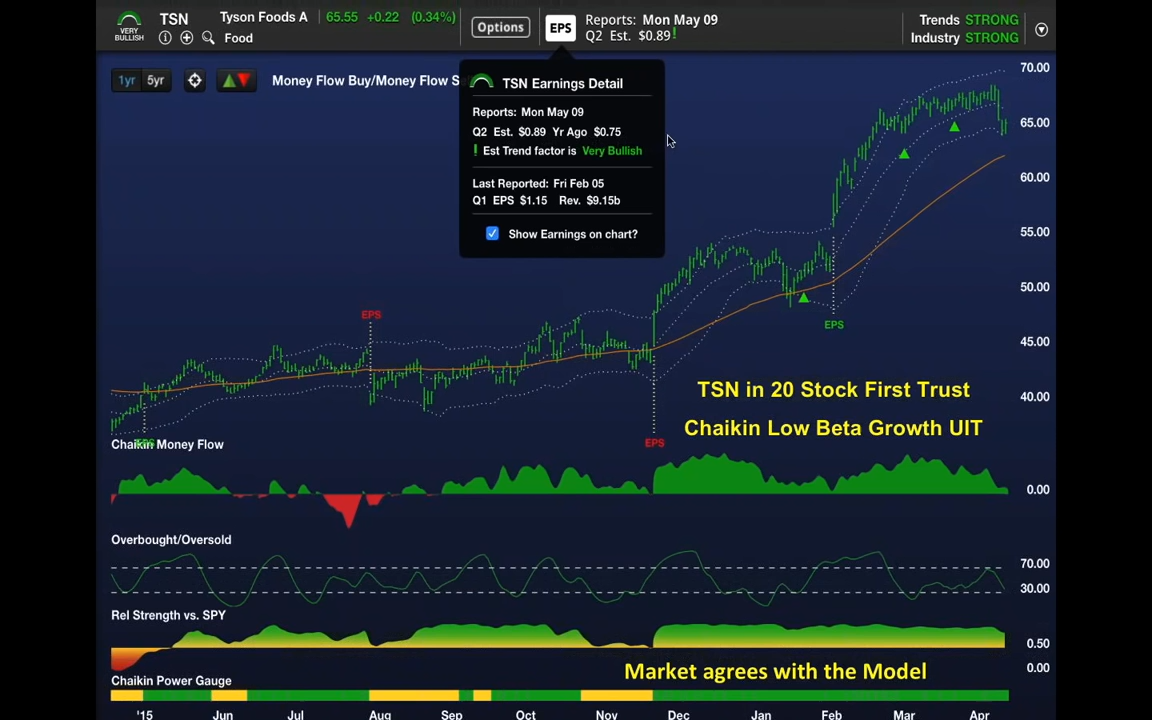 VERY
BULLISH
TSN
Tyson Foods A 65.55 +0.22 (0.34%)
Food
Options
EPS
Reports: Mon May 09
Q2 Est. $0.89!
Trends STRONG
Industry STRONG
1yr 5yr
Money Flow Buy/Money Flow S
TSN Earnings Detail
Reports: Mon May 09
Q2 Est. $0.89 Yr Ago $0.75
! Est Trend factor is Very Bullish
Last Reported: Fri Feb 05
Q1 EPS $1.15 Rev. $9.15b
Show Earnings on chart?
70.00
65.00
60.00
55.00
50.00
45.00
40.00
EPS
EPS
EPS
EPS
TSN in 20 Stock First Trust
Chaikin Low Beta Growth UIT
Chaikin Money Flow
0.00
Overbought/Oversold
70.00
30.00
Rel Strength vs. SPY
0.50
0.00
Market agrees with the Model
Chaikin Power Gauge
'15 Jun Jul Aug Sep Oct Nov Dec Jan Feb Mar Apr